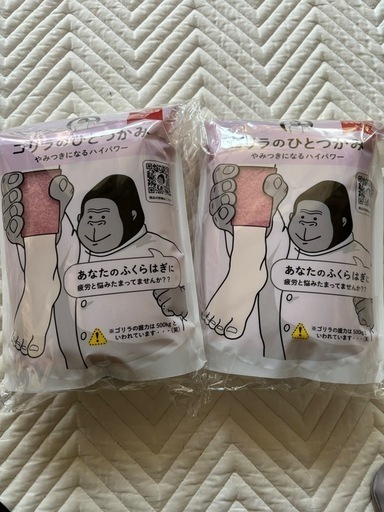 ゴリラのひとつかみ
やみつきになるハイパワー
あなたのふくらはぎに
疲労と悩みたまってませんか??
※ゴリラの握力は500kgと
いわれています・・・(笑)
ゴリラのひとつかみ
やみつきになるハイパワー
あなたのふくらはぎに
疲労と悩みたまってませんか??
※ゴリラの握力は500kgと
いわれています・・・(笑)